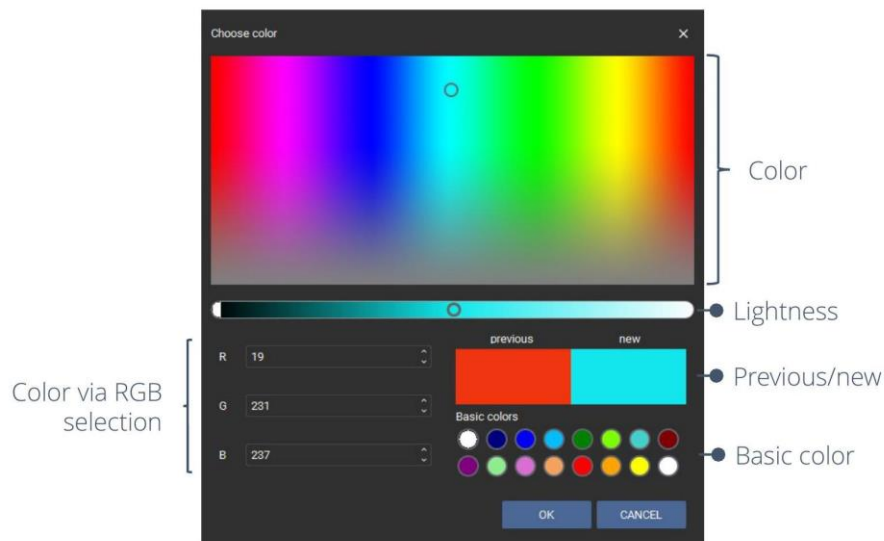 Choose color
Color
Lightness
previous new
R 19
G 231
B 237
Color via RGB
selection
Previous/new
Basic colors
Basic color
OK CANCEL